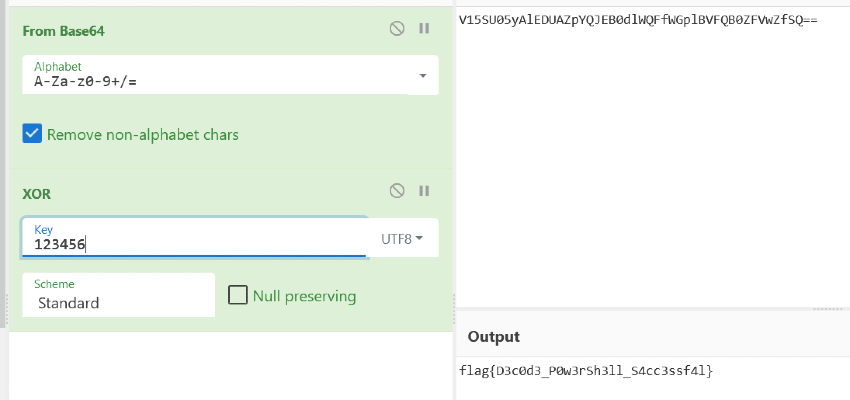 From Base64
Alphabet
A-Za-z0-9+/=
Remove non-alphabet chars
XOR
Key
123456
UTF8
Scheme
Standard
Null preserving
V15SU05yAlEDUAZpYQJEB0dlWQFfWGplBVFQB0ZFVwZfSQ==
Output
flag{D3c0d3_P0w3rSh3ll_S4cc3ssf4l}